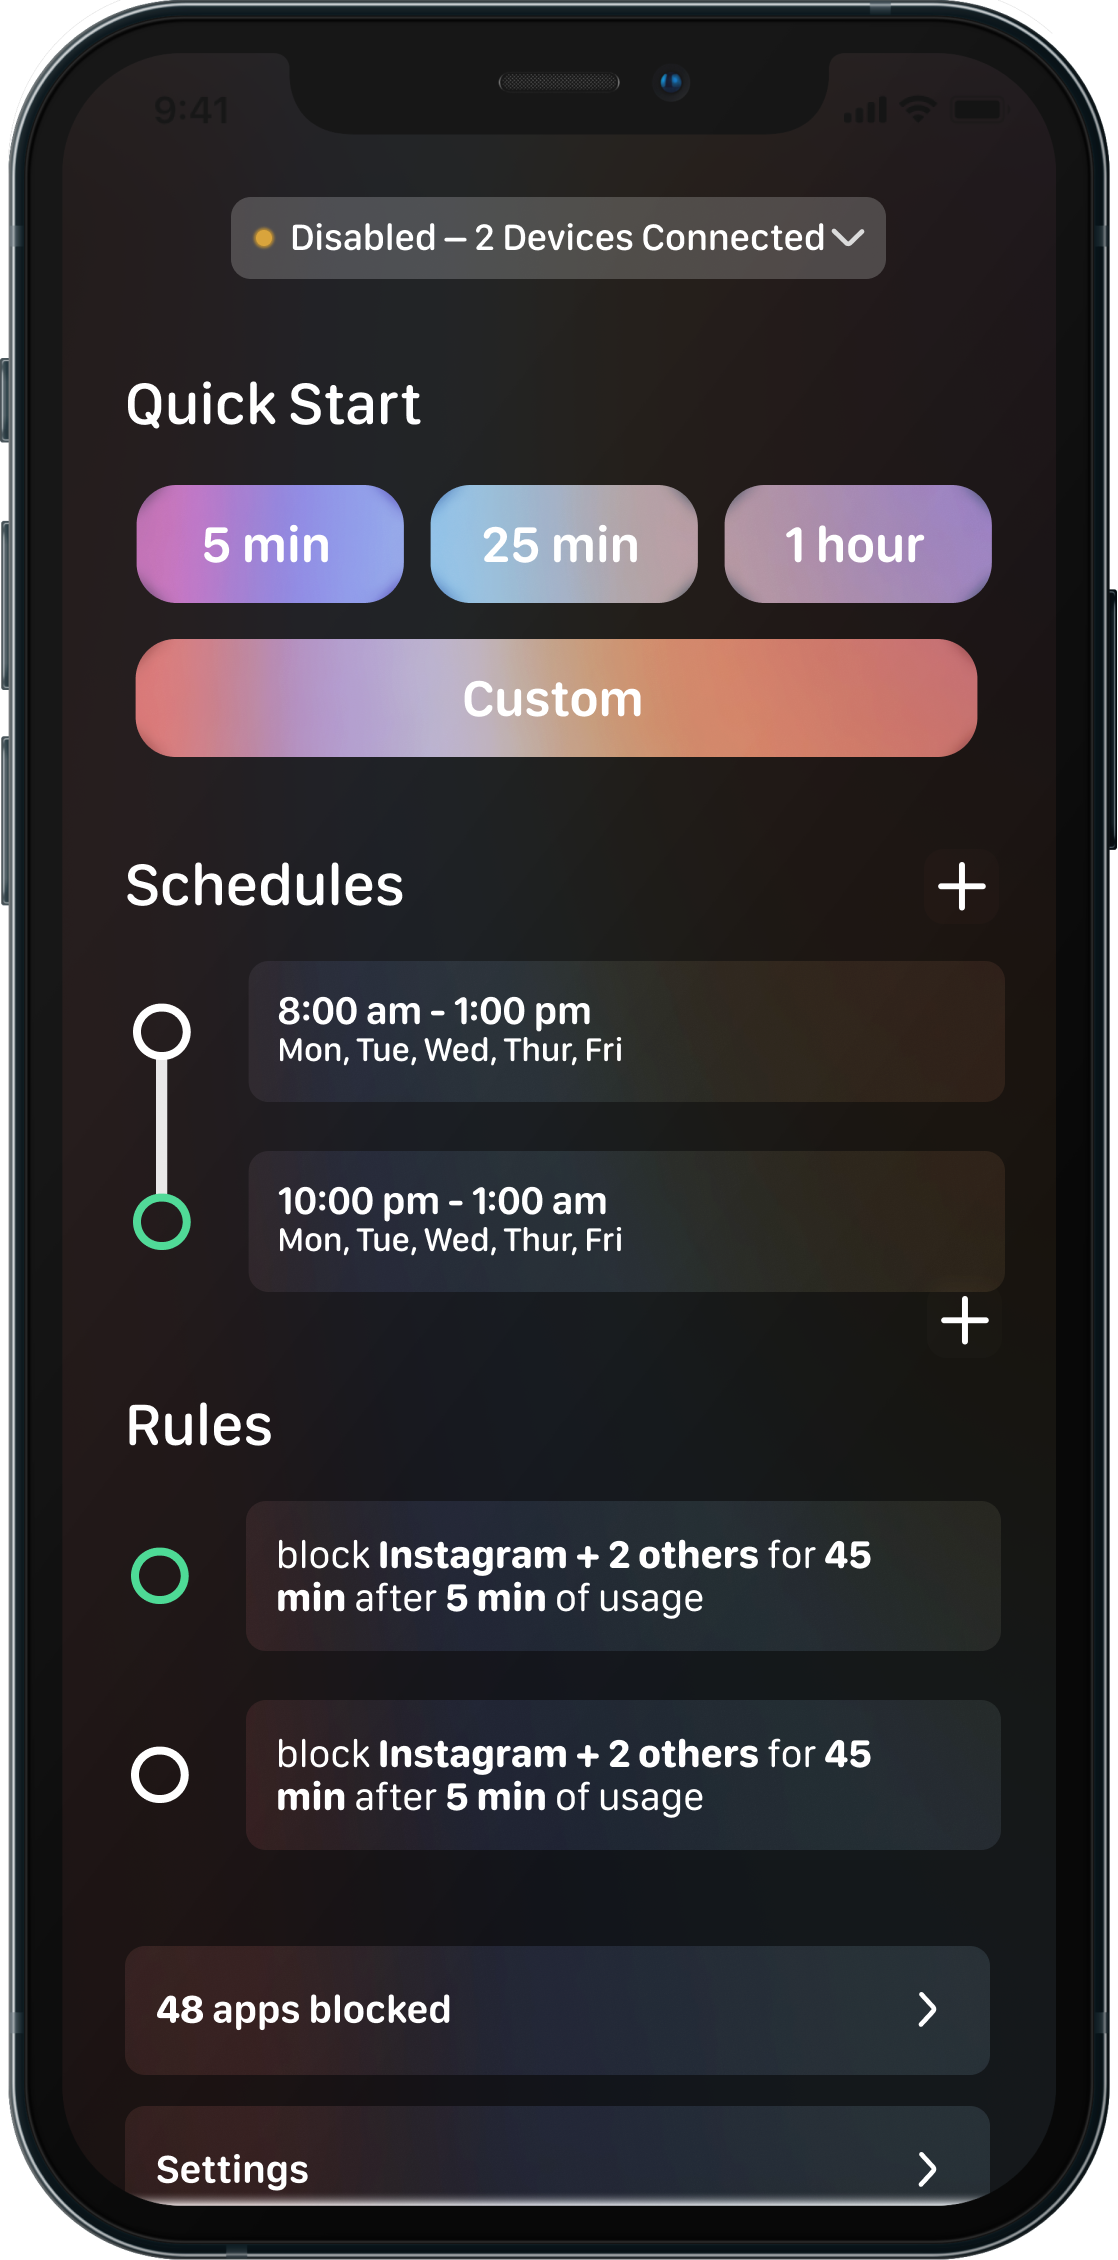 9:41
Disabled – 2 Devices Connected
Quick Start
5 min
25 min
1 hour
Custom
Schedules
8:00 am - 1:00 pm
Mon, Tue, Wed, Thur, Fri
10:00 pm - 1:00 am
Mon, Tue, Wed, Thur, Fri
Rules
block Instagram + 2 others for 45
min after 5 min of usage
block Instagram + 2 others for 45
min after 5 min of usage
48 apps blocked
Settings